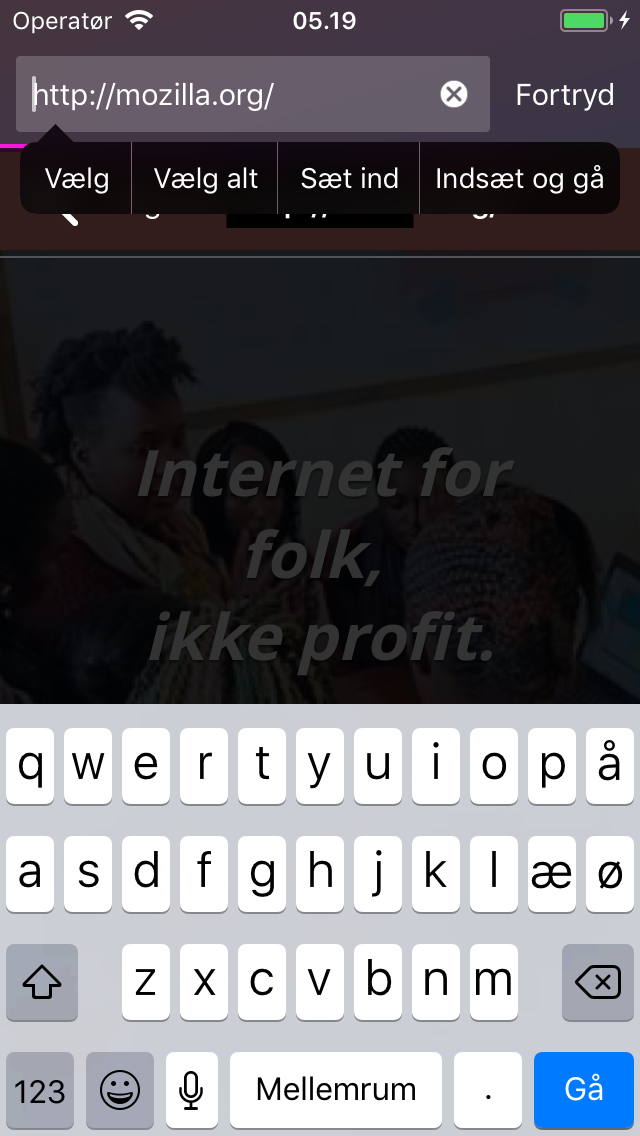 Operatør 05.19
http://mozilla.org/ Fortryd
Vælg Vælg alt Sæt ind Indsæt og gå
Internet for
folk,
ikke profit.
q w e r t y u i o p å
a s d f g h j k l æ ø
z x c v b n m
123 Mellemrum . Gå